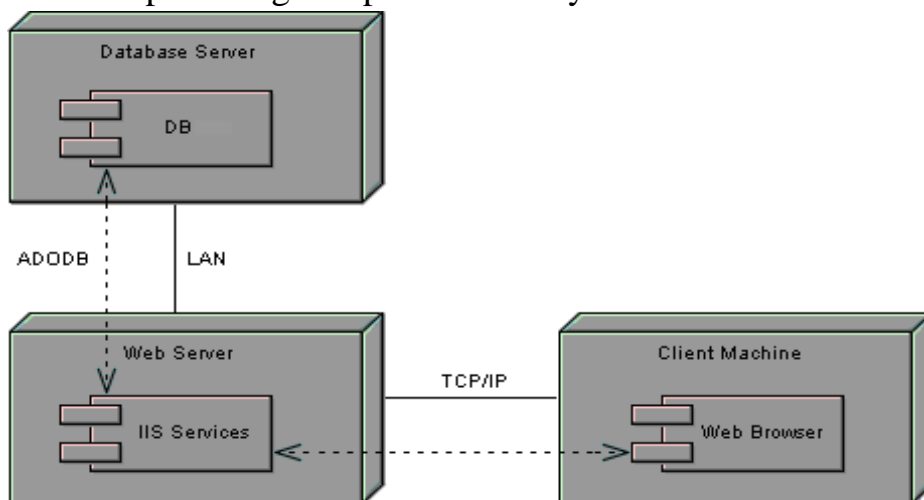 Database Server
DB
ADODB
LAN
Web Server
Client Machine
TCP/IP
IIS Services
Web Browser